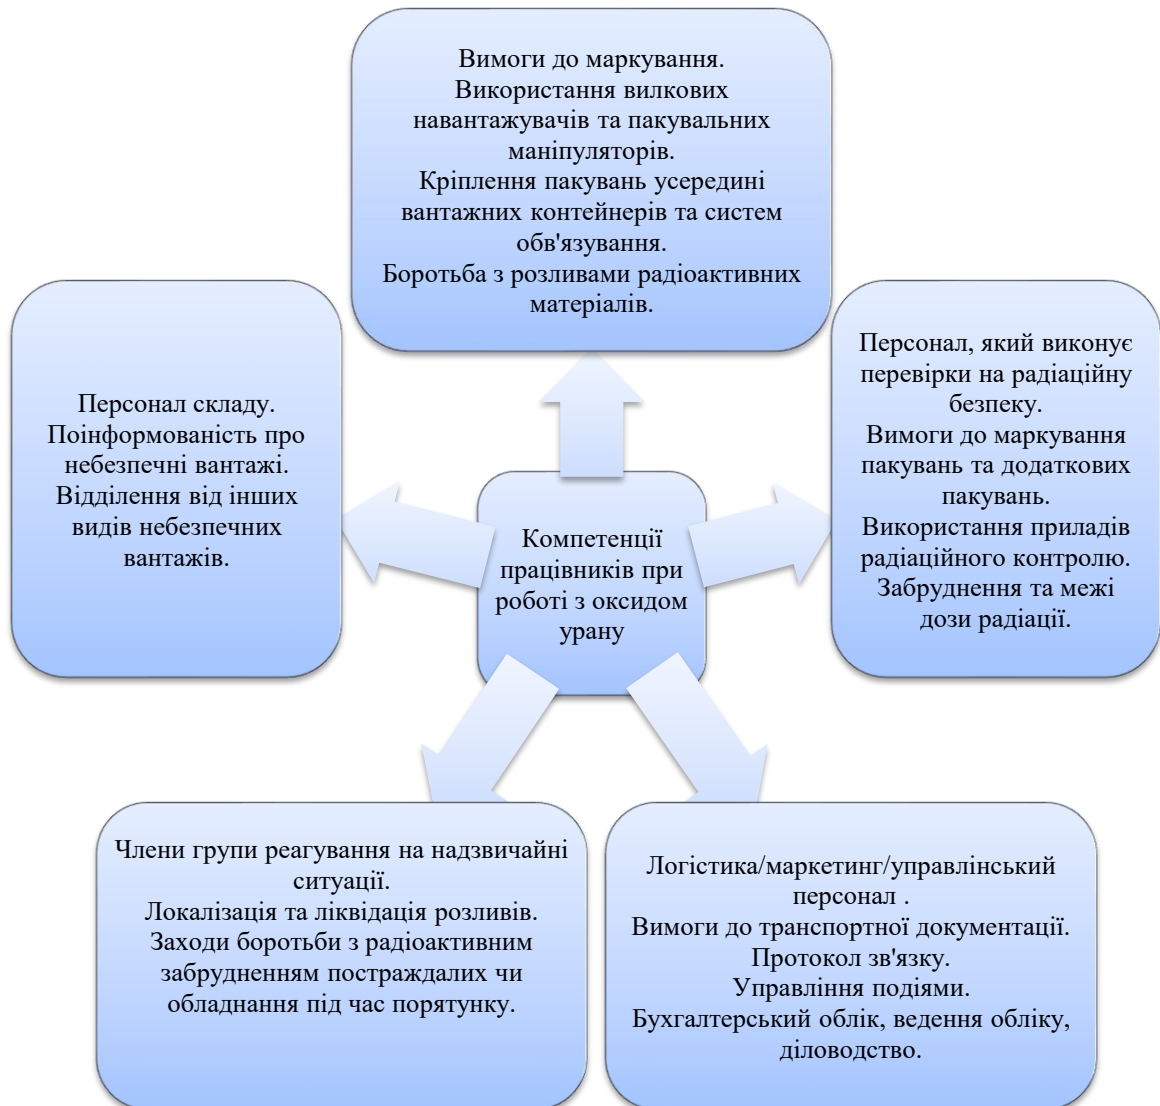 Вимоги до маркування.
Використання вилкових
навантажувачів та пакувальних
маніпуляторів.
Кріплення пакувань усередині
вантажних контейнерів та систем
обв'язування.
Боротьба з розливами радіоактивних
матеріалів.
Персонал складу.
Поінформованість про
небезпечні вантажі.
Відділення від інших
видів небезпечних
вантажів.
Компетенції
працівників при
роботі з оксидом
урану
Персонал, який виконує
перевірки на радіаційну
безпеку.
Вимоги до маркування
пакувань та додаткових
пакувань.
Використання приладів
радіаційного контролю.
Забруднення та межі
дози радіації.
Члени групи реагування на надзвичайні
ситуації.
Локалізація та ліквідація розливів.
Заходи боротьби з радіоактивним
забрудненням постраждалих чи
обладнання під час порятунку.
Логістика/маркетинг/управлінський
персонал .
Вимоги до транспортної документації.
Протокол зв'язку.
Управління подіями.
Бухгалтерський облік, ведення обліку,
діловодство.